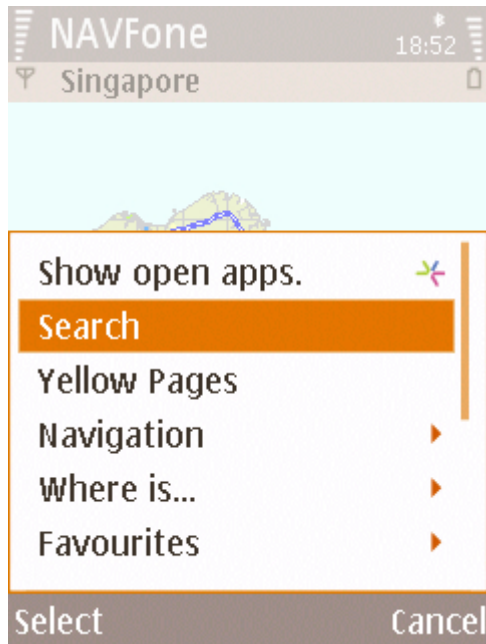 NAVFone
18:52
Singapore
Show open apps.
Search
Yellow Pages
Navigation
Where is...
Favourites
Select Cancel